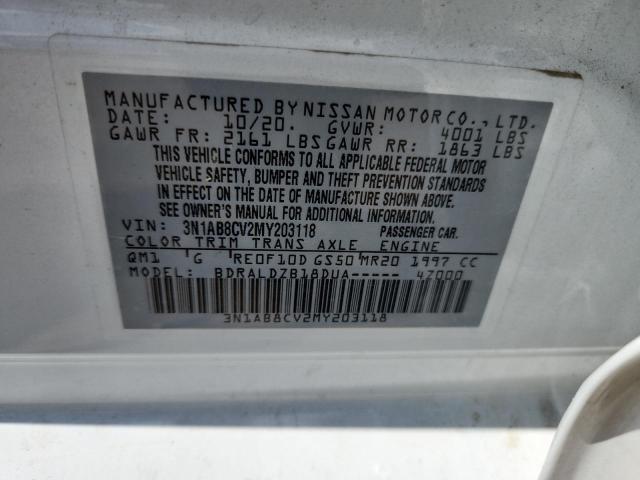 MANUFACTURED BY NISSAN MOTOR CO., LTD.
DATE: 10/20. GVWR: 4001 LBS
GAWR FR: 2161 LBS GAWR RR: 1863 LBS
THIS VEHICLE CONFORMS TO ALL APPLICABLE FEDERAL MOTOR
VEHICLE SAFETY, BUMPER AND THEFT PREVENTION STANDARDS
IN EFFECT ON THE DATE OF MANUFACTURE SHOWN ABOVE.
SEE OWNER'S MANUAL FOR ADDITIONAL INFORMATION.
VIN: 3N1AB8CV2MY203118 PASSENGER CAR.
COLOR TRIM TRANS AXLE ENGINE
QM1 G RE0F10D GS50 MR20 1997 CC
MODEL: BDRALDZB18DUA----- 4Z000
3N1AB8CV2MY203118